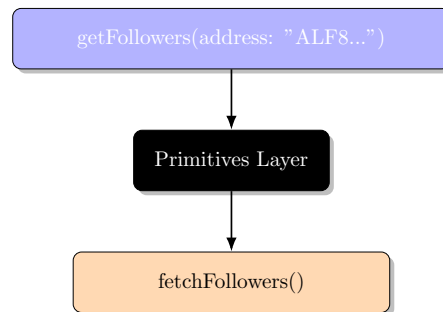 getFollowers(address: ”ALF8...”)
Primitives Layer
fetchFollowers()